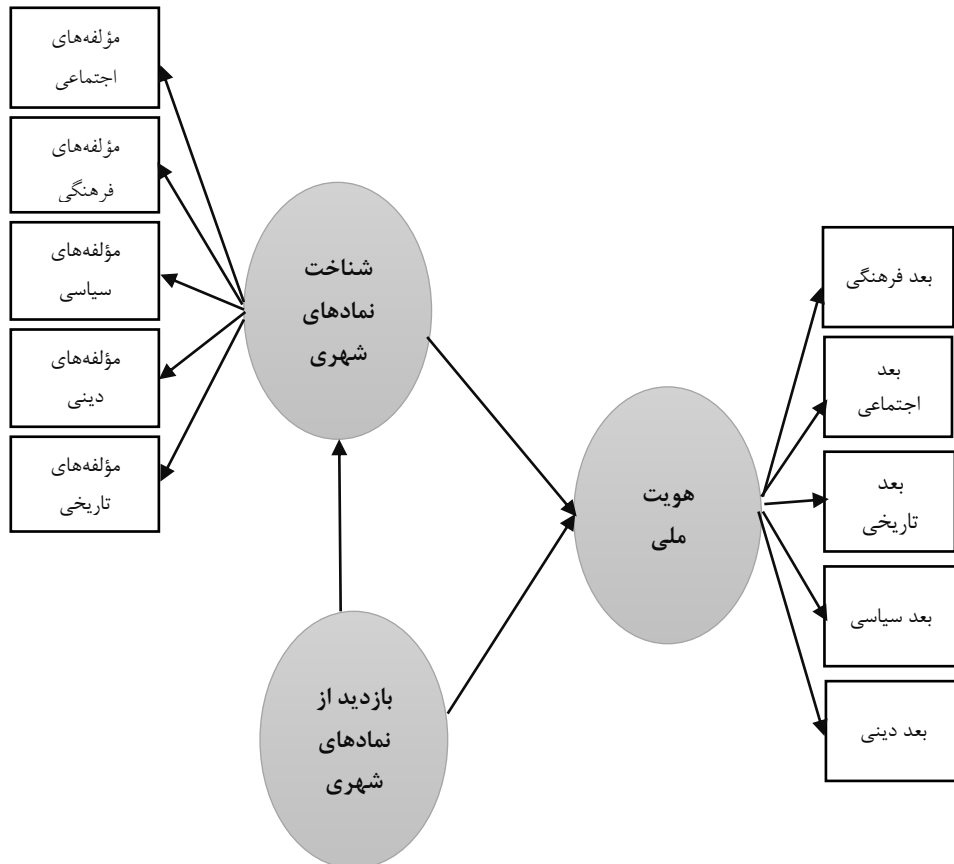 مؤلفه‌های
اجتماعی
مؤلفه‌های
فرهنگی
مؤلفه‌های
سیاسی
مؤلفه‌های
دینی
مؤلفه‌های
تاریخی
شناخت
نمادهای
شهری
بازدید از
نمادهای
شهری
هویت
ملی
بعد فرهنگی
بعد
اجتماعی
بعد
تاریخی
بعد سیاسی
بعد دینی